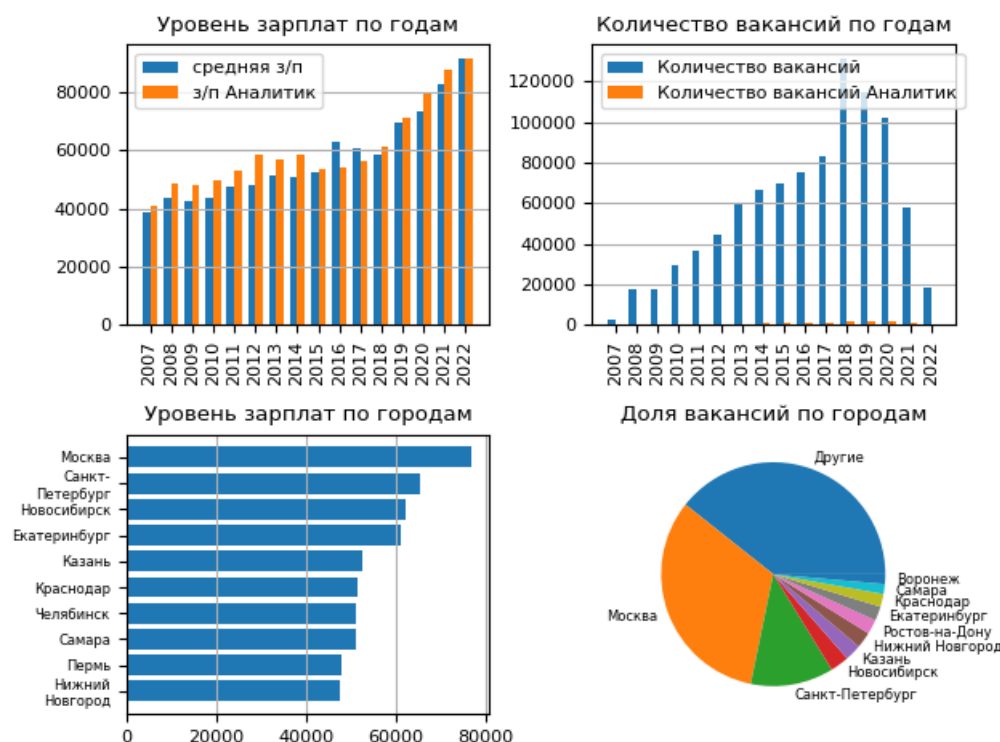 Уровень зарплат по годам
средняя з/п
з/п Аналитик
80000
60000
40000
20000
0
2007
2008
2009
2010
2011
2012
2013
2014
2015
2016
2017
2018
2019
2020
2021
2022
Количество вакансий по годам
Количество вакансий
Количество вакансий Аналитик
120000
100000
80000
60000
40000
20000
0
2007
2008
2009
2010
2011
2012
2013
2014
2015
2016
2017
2018
2019
2020
2021
2022
Уровень зарплат по городам
Москва
Санкт-
Петербург
Новосибирск
Екатеринбург
Казань
Краснодар
Челябинск
Самара
Пермь
Нижний
Новгород
0
20000
40000
60000
80000
Доля вакансий по городам
Другие
Москва
Санкт-Петербург
Новосибирск
Казань
Нижний Новгород
Ростов-на-Дону
Екатеринбург
Краснодар
Самара
Воронеж